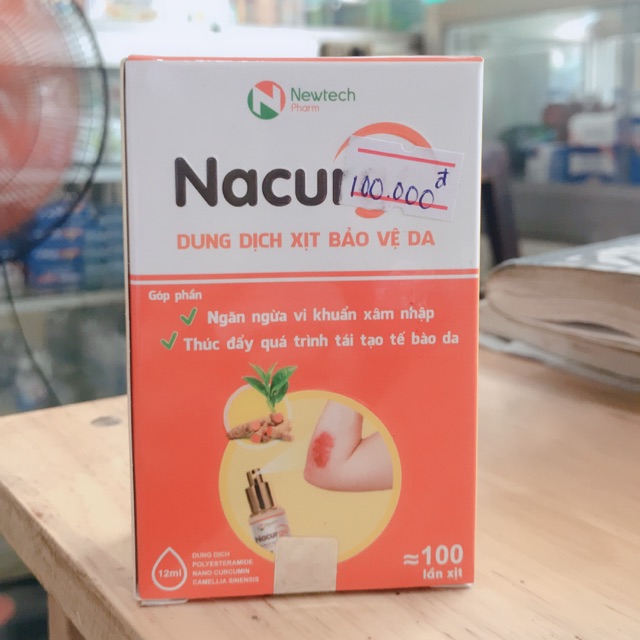 Newtech
Pharm
Nacur
100.000đ
DUNG DỊCH XỊT BẢO VỆ DA
Góp phần
Ngăn ngừa vi khuẩn xâm nhập
Thúc đẩy quá trình tái tạo tế bào da
Nacur
12ml
DUNG DỊCH
POLYESTERAMIDE
NANO CURCUMIN
CAMELLIA SINENSIS
≈100
lần xịt